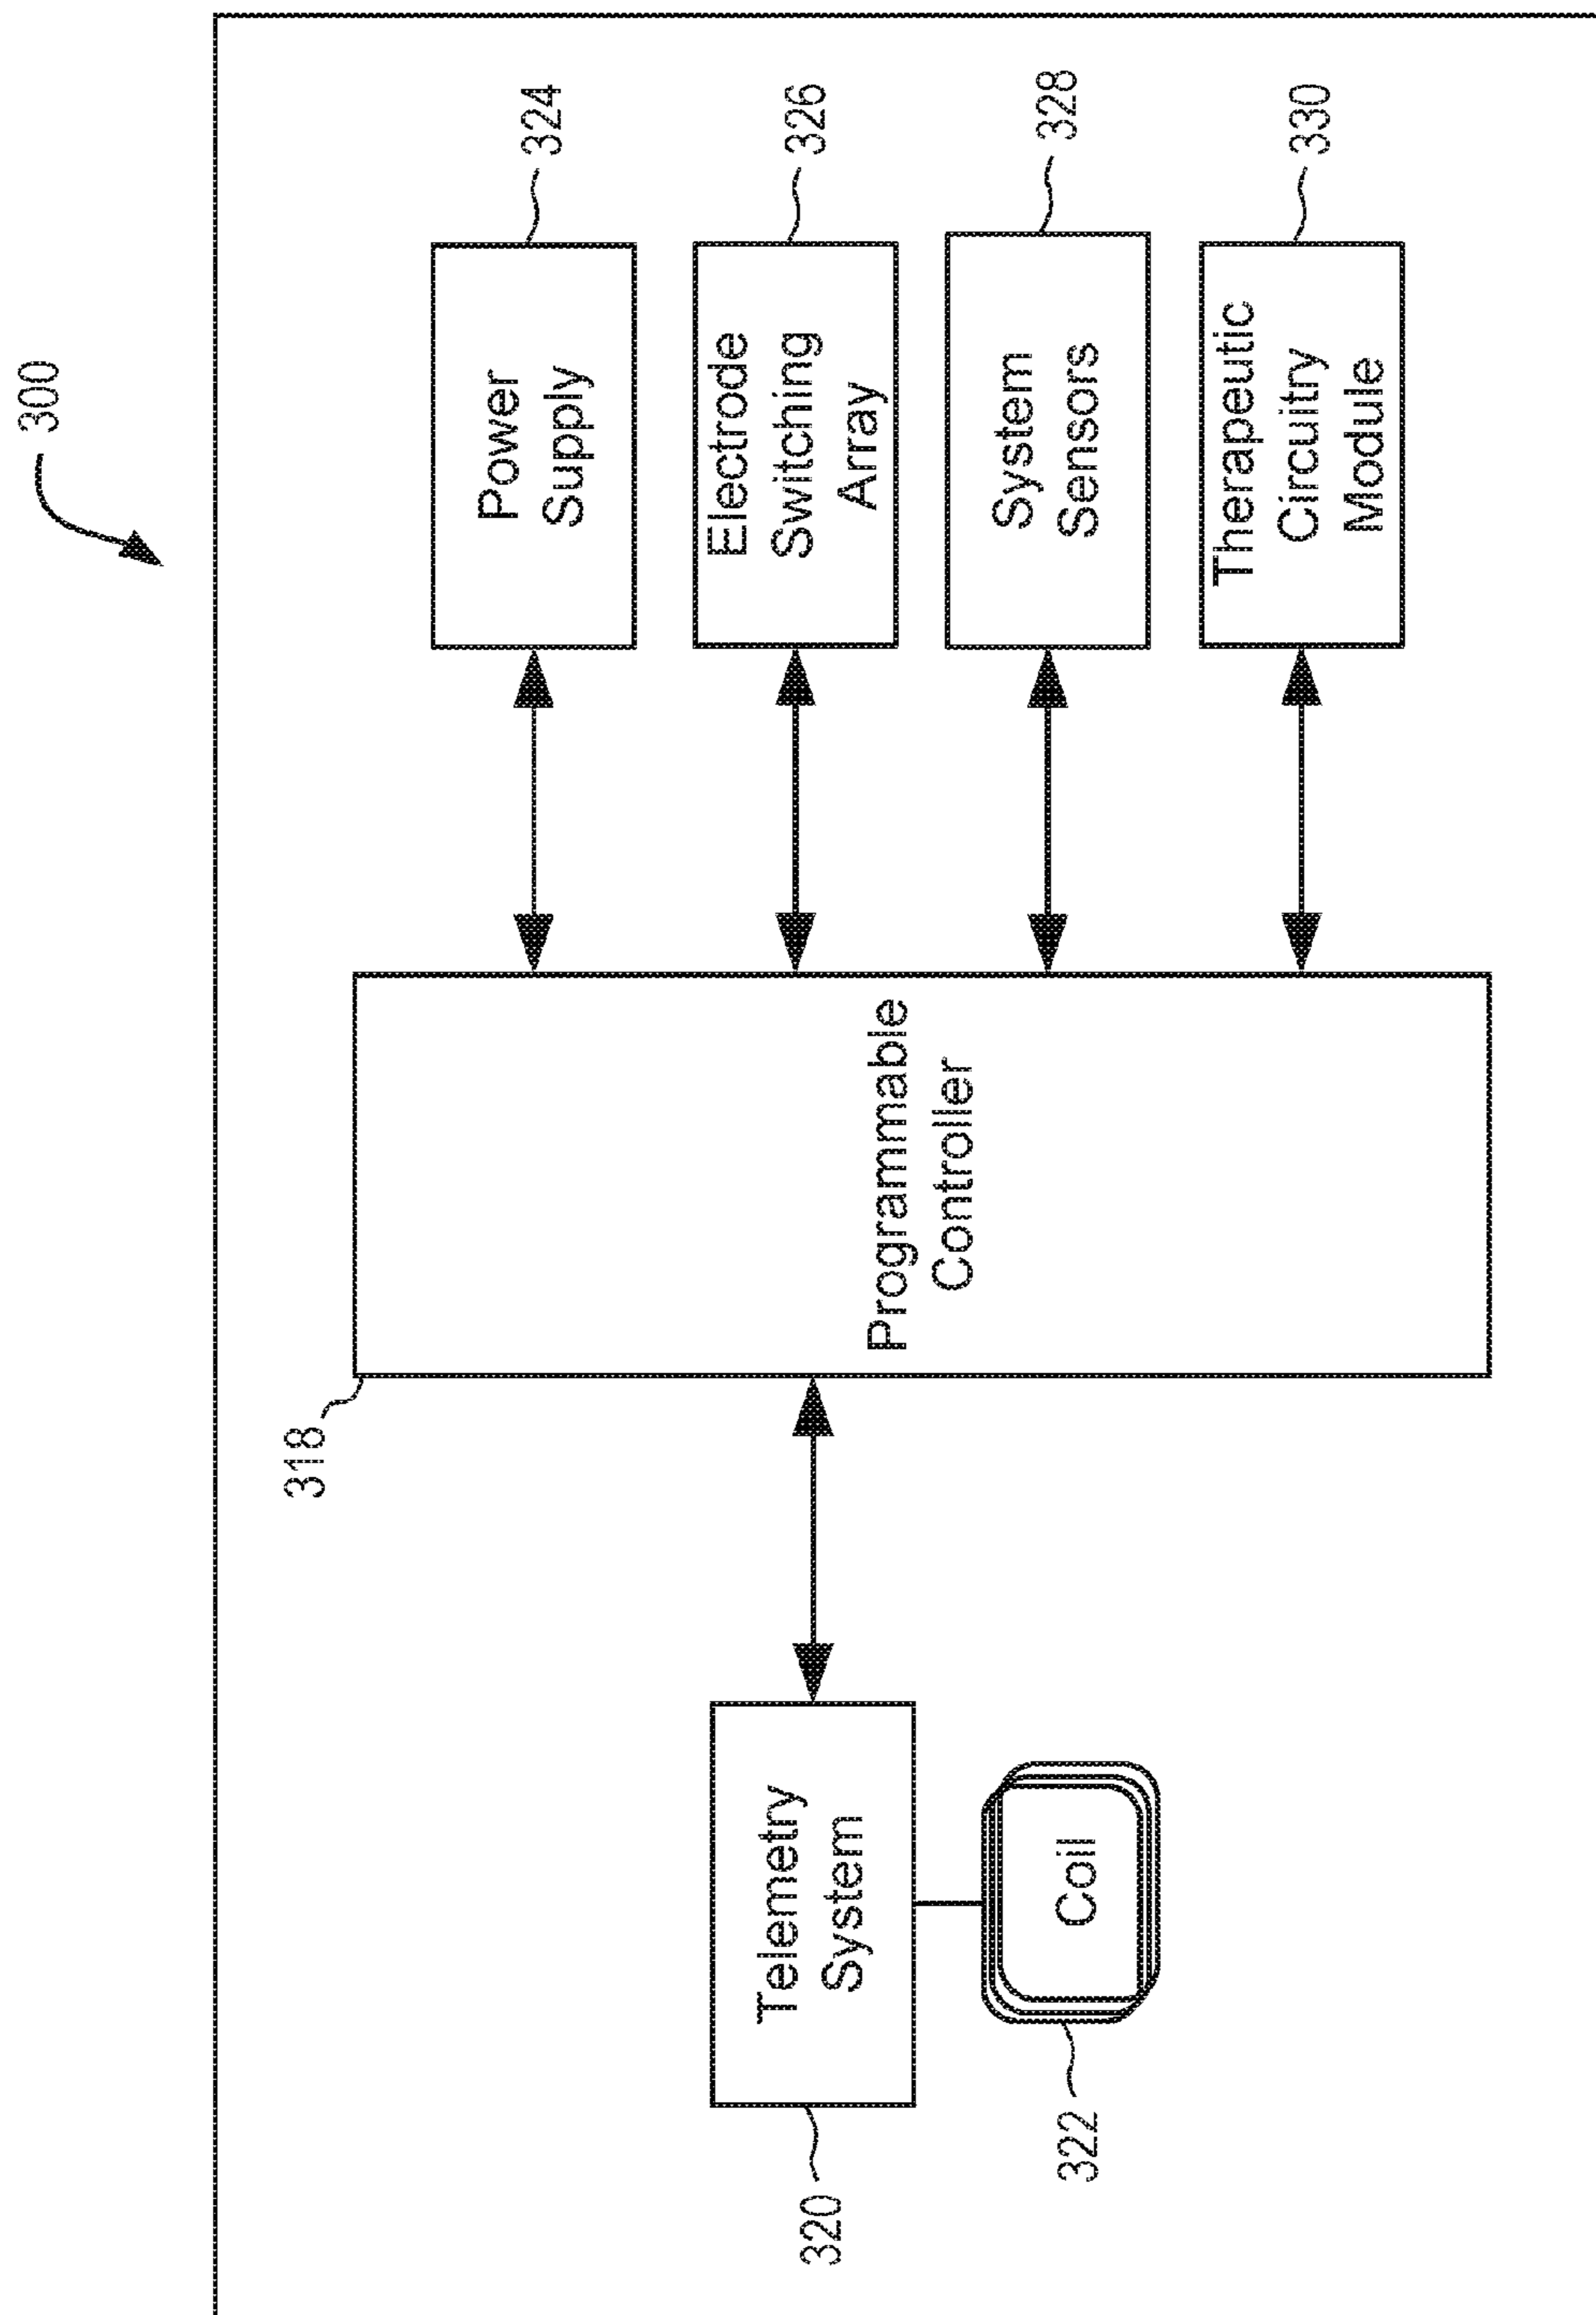 300
318
Programmable
Controller
320
Telemetry
System
322
Coil
Power
Supply
324
Electrode
Switching
Array
326
System
Sensors
328
Therapeutic
Circuitry
Module
330